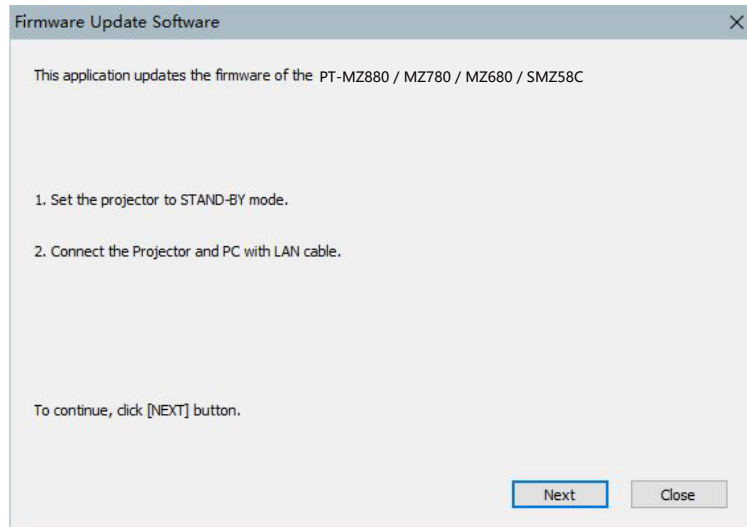 Firmware Update Software
This application updates the firmware of the PT-MZ880 / MZ780 / MZ680 / SMZ58C
1. Set the projector to STAND-BY mode.
2. Connect the Projector and PC with LAN cable.
To continue, click [NEXT] button.
Next
Close